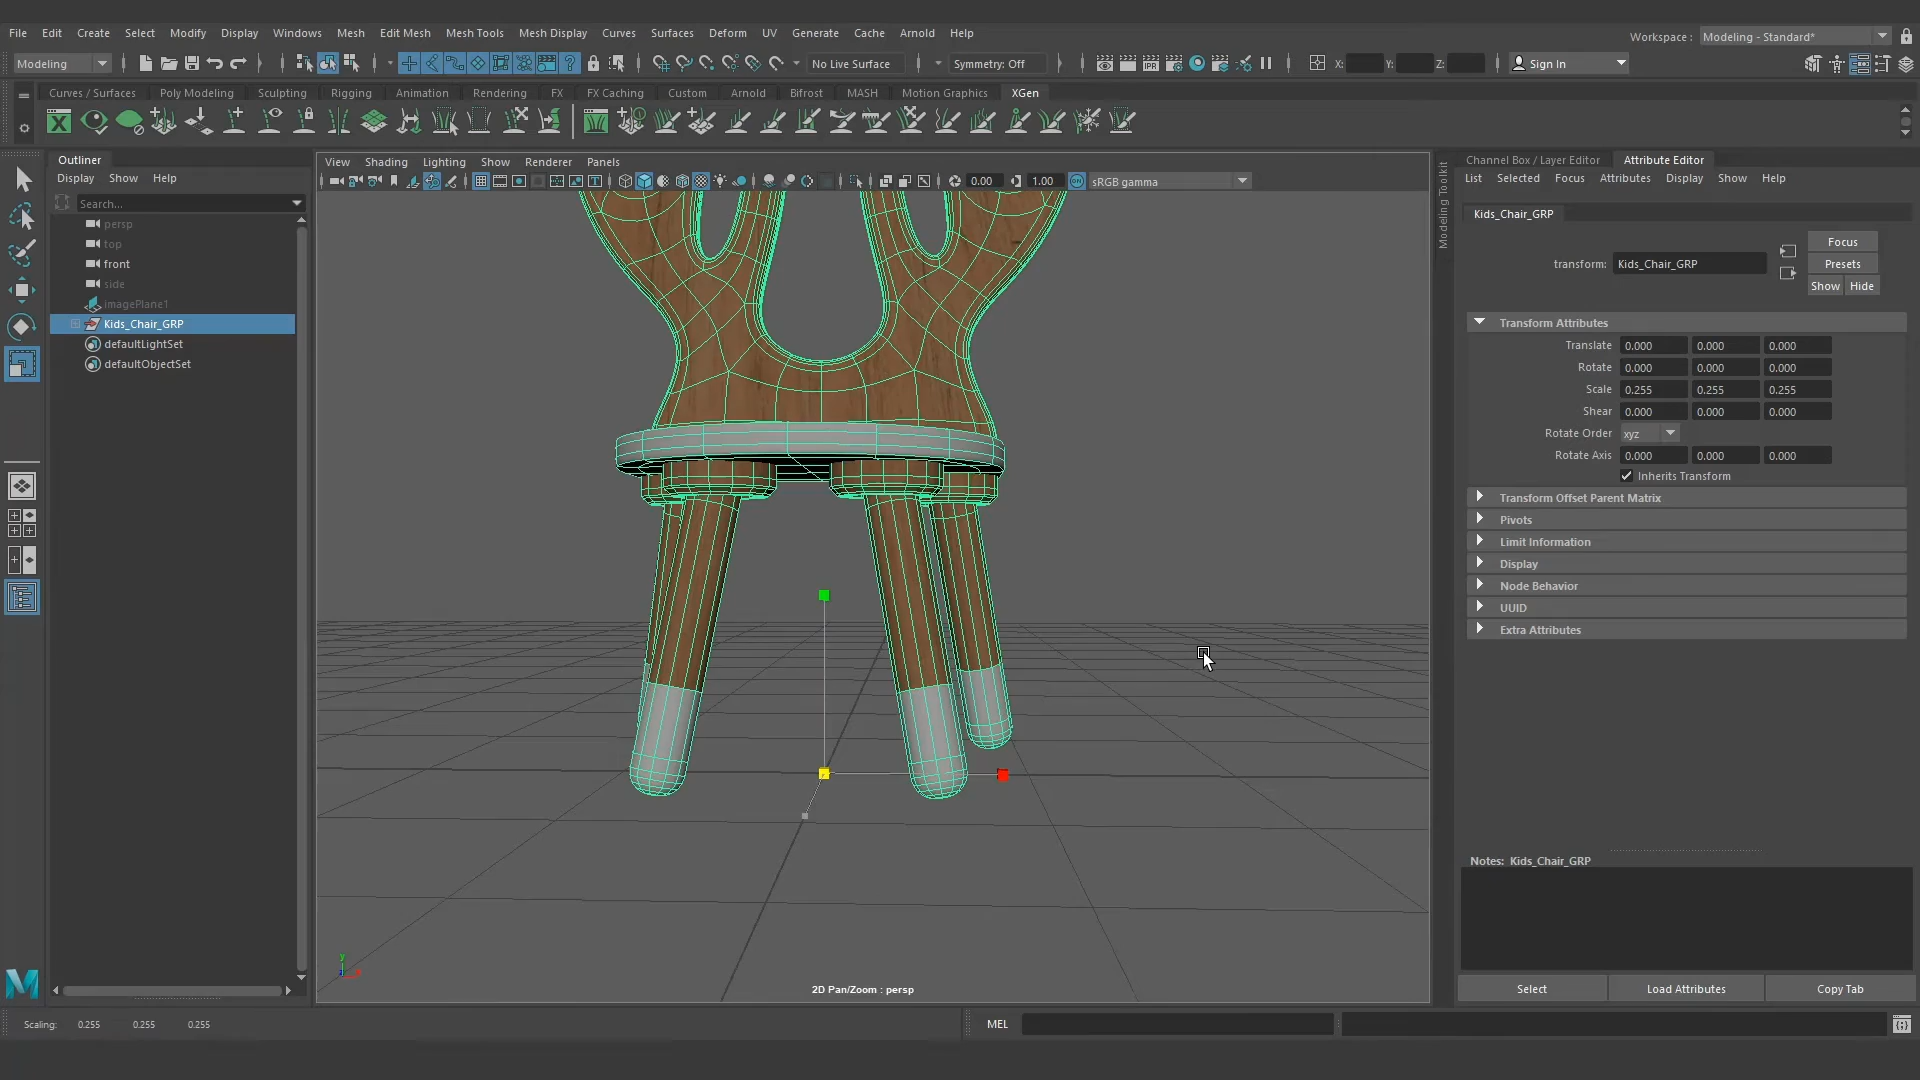 File Edit Create Select Modify Display Windows Mesh Edit Mesh Mesh Tools Mesh Display Curves Surfaces Deform UV Generate Cache Arnold Help
Workspace : Modeling - Standard*
Modeling No Live Surface Symmetry: Off X: Y: Z: Sign In
Curves / Surfaces Poly Modeling Sculpting Rigging Animation Rendering FX FX Caching Custom Arnold Bifrost MASH Motion Graphics XGen
Outliner
Display Show Help
Search...
persp
top
front
side
imagePlane1
Kids_Chair_GRP
defaultLightSet
defaultObjectSet
View Shading Lighting Show Renderer Panels
0.00 1.00 sRGB gamma
2D Pan/Zoom : persp
Modeling Toolkit
Channel Box / Layer Editor Attribute Editor
List Selected Focus Attributes Display Show Help
Kids_Chair_GRP
transform: Kids_Chair_GRP
Focus
Presets
Show Hide
Transform Attributes
Translate 0.000 0.000 0.000
Rotate 0.000 0.000 0.000
Scale 0.255 0.255 0.255
Shear 0.000 0.000 0.000
Rotate Order xyz
Rotate Axis 0.000 0.000 0.000
Inherits Transform
Transform Offset Parent Matrix
Pivots
Limit Information
Display
Node Behavior
UUID
Extra Attributes
Notes: Kids_Chair_GRP
Select Load Attributes Copy Tab
Scaling: 0.255 0.255 0.255
MEL